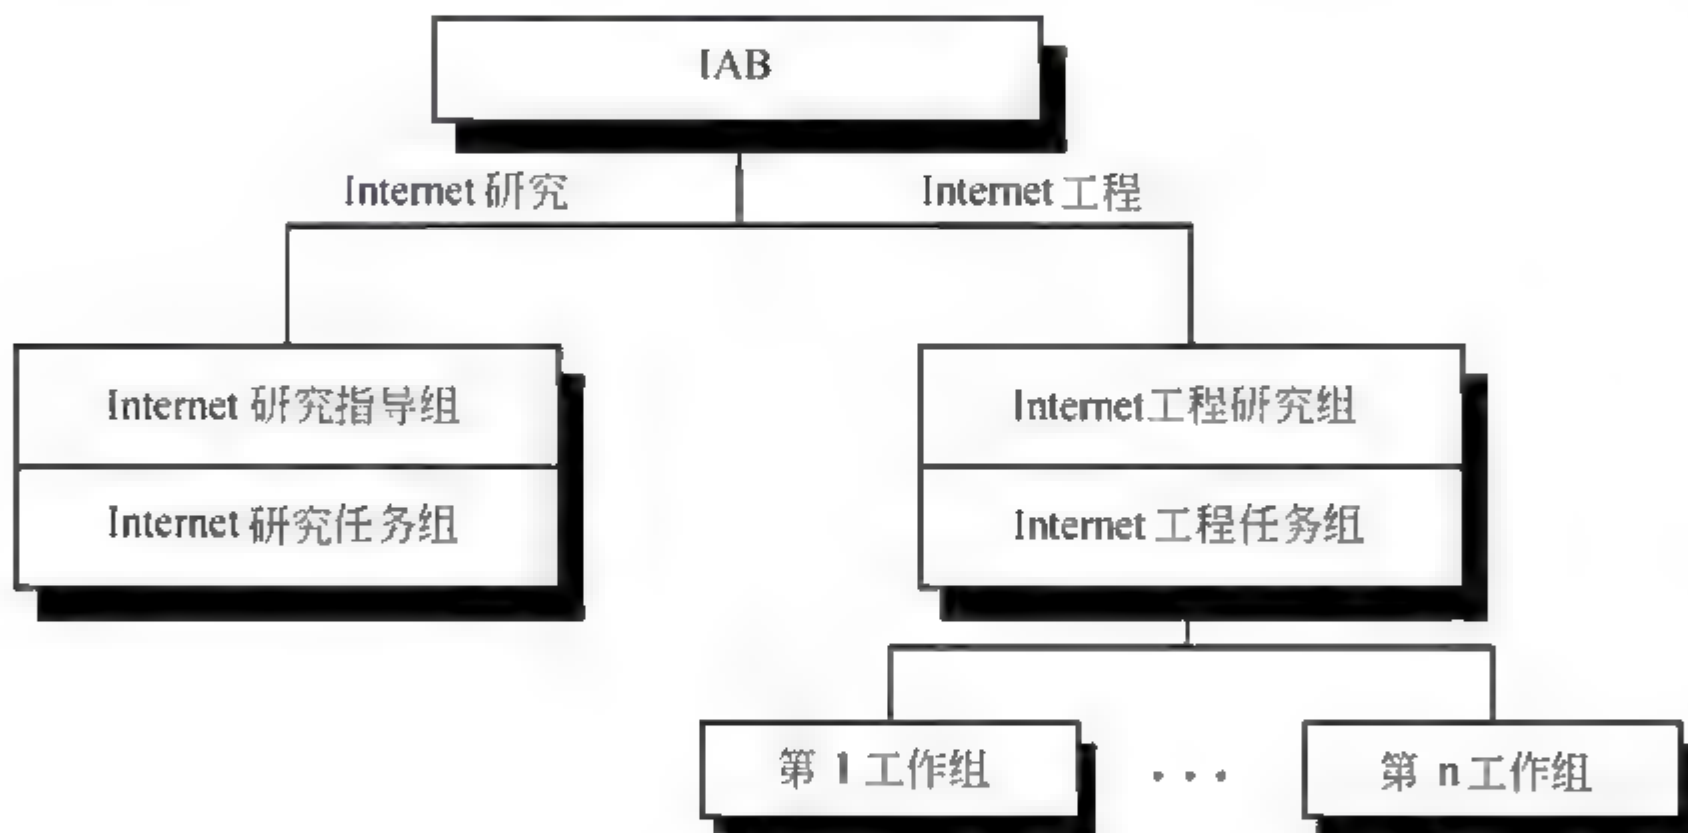 IAB
Internet 研究
Internet 工程
Internet 研究指导组
Internet工程研究组
Internet 研究任务组
Internet 工程任务组
第 1 工作组
...
第 n 工作组